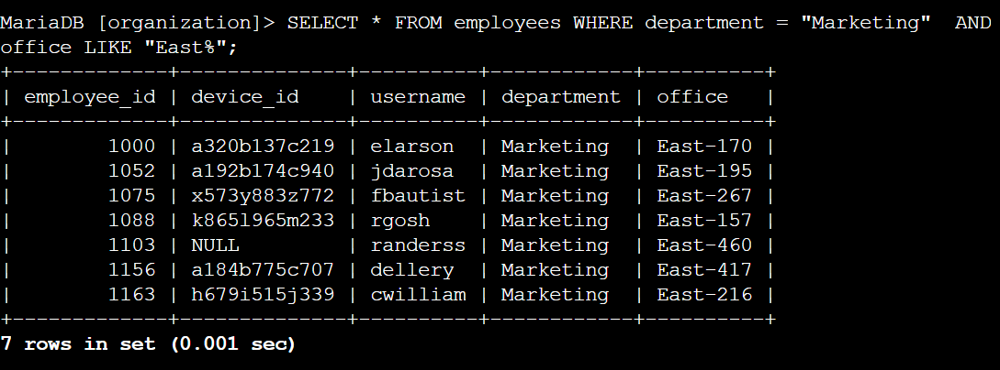 MariaDB [organization]> SELECT * FROM employees WHERE department = "Marketing"  AND
office LIKE "East%";
+-------------+--------------+----------+------------+----------+
| employee_id | device_id    | username | department | office   |
+-------------+--------------+----------+------------+----------+
|        1000 | a320b137c219 | elarson  | Marketing  | East-170 |
|        1052 | a192b174c940 | jdarosa  | Marketing  | East-195 |
|        1075 | x573y883z772 | fbautist | Marketing  | East-267 |
|        1088 | k865l965m233 | rgosh    | Marketing  | East-157 |
|        1103 | NULL         | randerss | Marketing  | East-460 |
|        1156 | a184b775c707 | dellery  | Marketing  | East-417 |
|        1163 | h679i515j339 | cwilliam | Marketing  | East-216 |
+-------------+--------------+----------+------------+----------+
7 rows in set (0.001 sec)